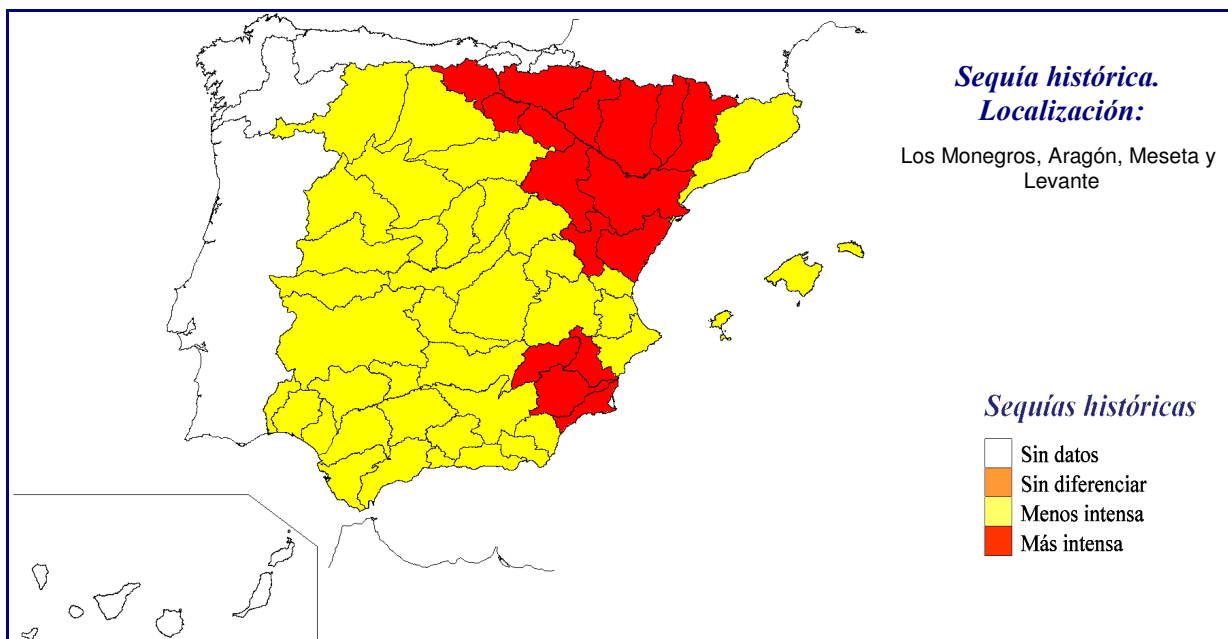 Sequía histórica.
Localización:
Los Monegros, Aragón, Meseta y
Levante
Sequías históricas
Sin datos
Sin diferenciar
Menos intensa
Más intensa